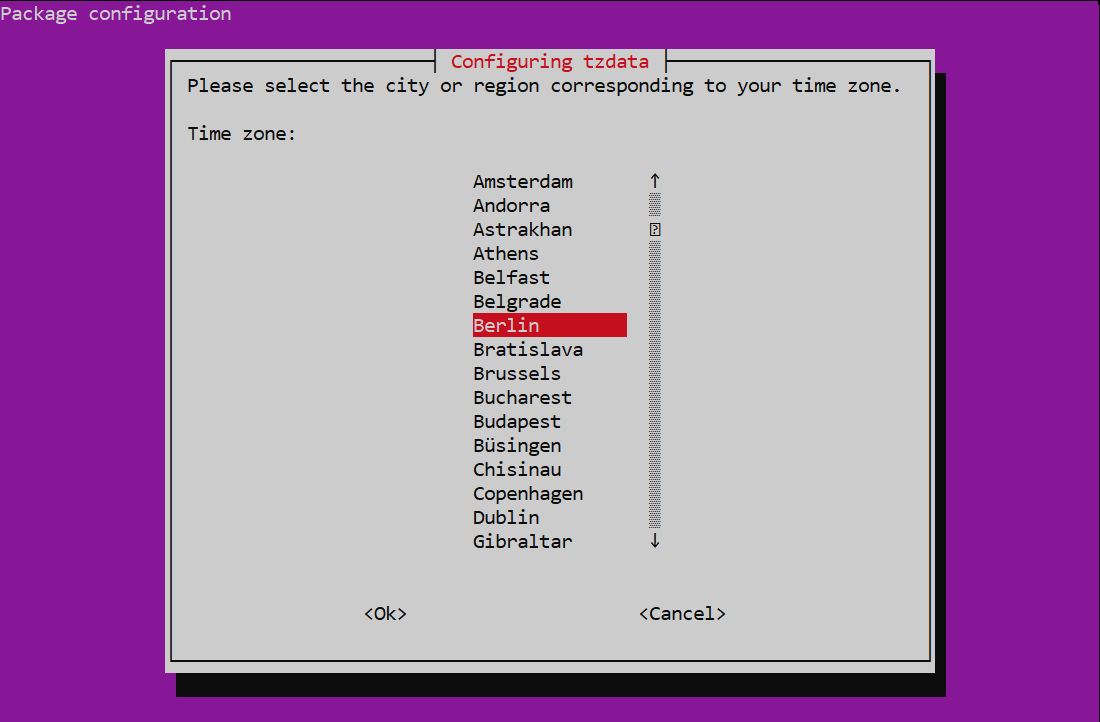 Package configuration
Configuring tzdata
Please select the city or region corresponding to your time zone.
Time zone:
Amsterdam
Andorra
Astrakhan
Athens
Belfast
Belgrade
Berlin
Bratislava
Brussels
Bucharest
Budapest
Büsingen
Chisinau
Copenhagen
Dublin
Gibraltar
<Ok> <Cancel>